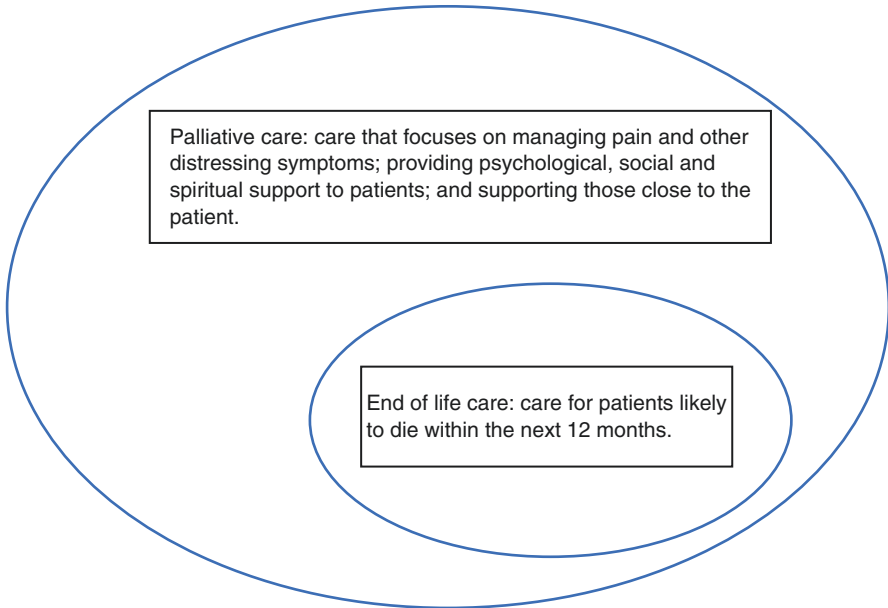 Palliative care: care that focuses on managing pain and other
distressing symptoms; providing psychological, social and
spiritual support to patients; and supporting those close to the
patient.
End of life care: care for patients likely
to die within the next 12 months.